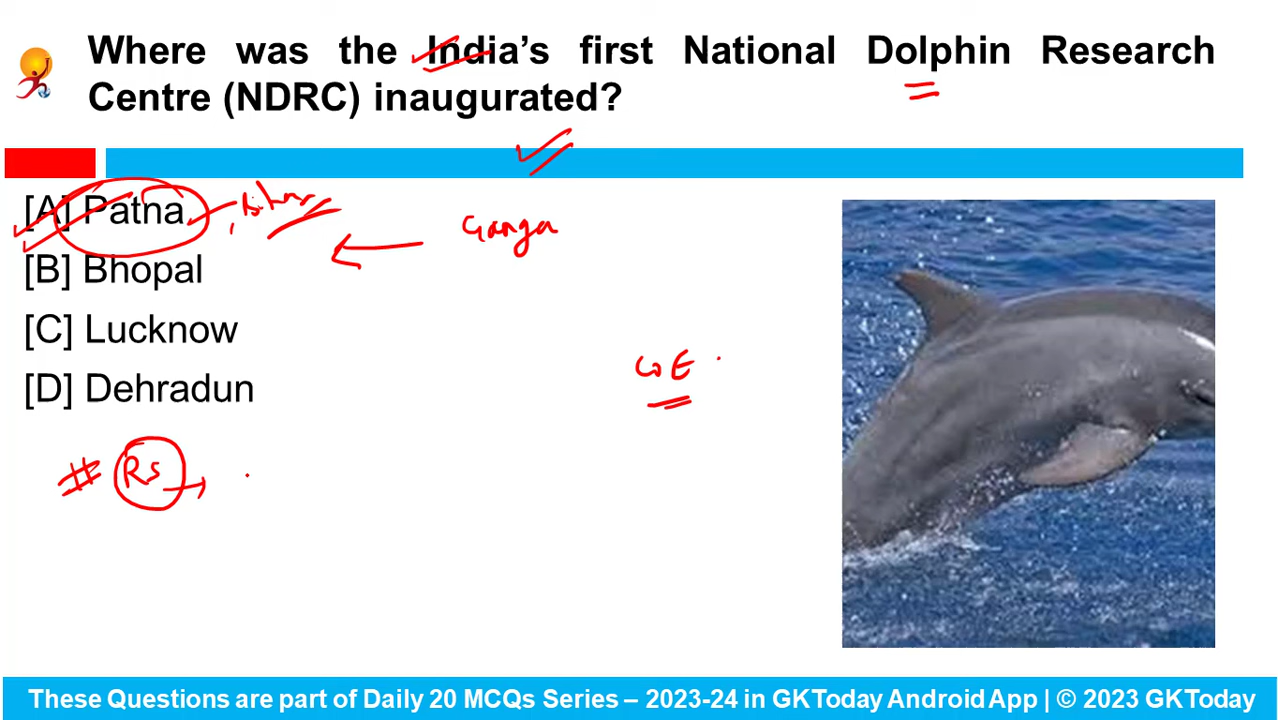 Where was the India's first National Dolphin Research
Centre (NDRC) inaugurated?
[A] Patna , Bihar
Ganga
[B] Bhopal
[C] Lucknow
[D] Dehradun
# Rs →
These Questions are part of Daily 20 MCQs Series – 2023-24 in GKToday Android App | © 2023 GKToday